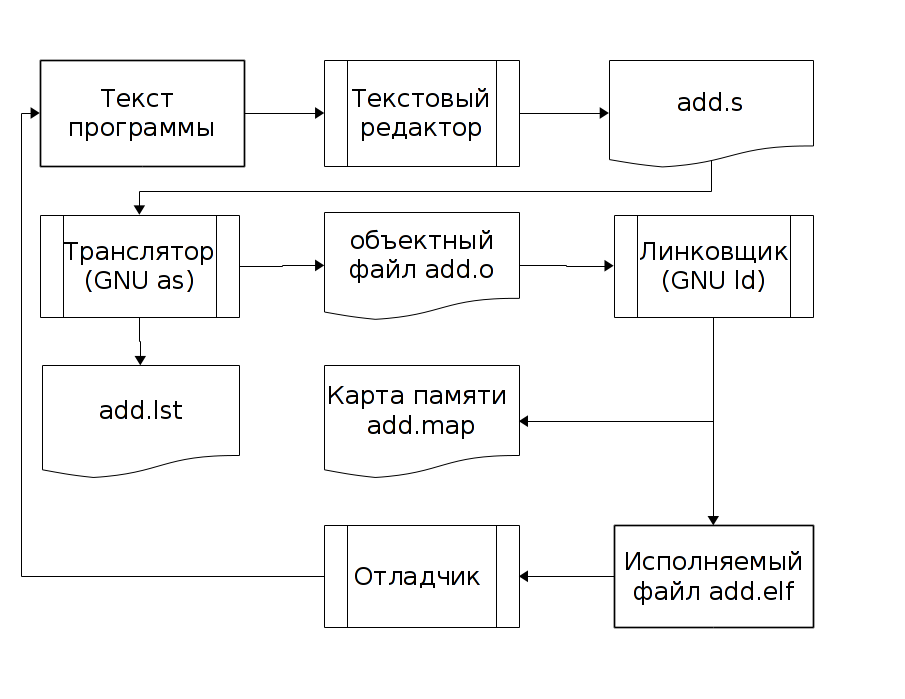 Текст
программы
Текстовый
редактор
add.s
Транслятор
(GNU as)
объектный
файл add.o
Линковщик
(GNU ld)
add.lst
Карта памяти
add.map
Отладчик
Исполняемый
файл add.elf